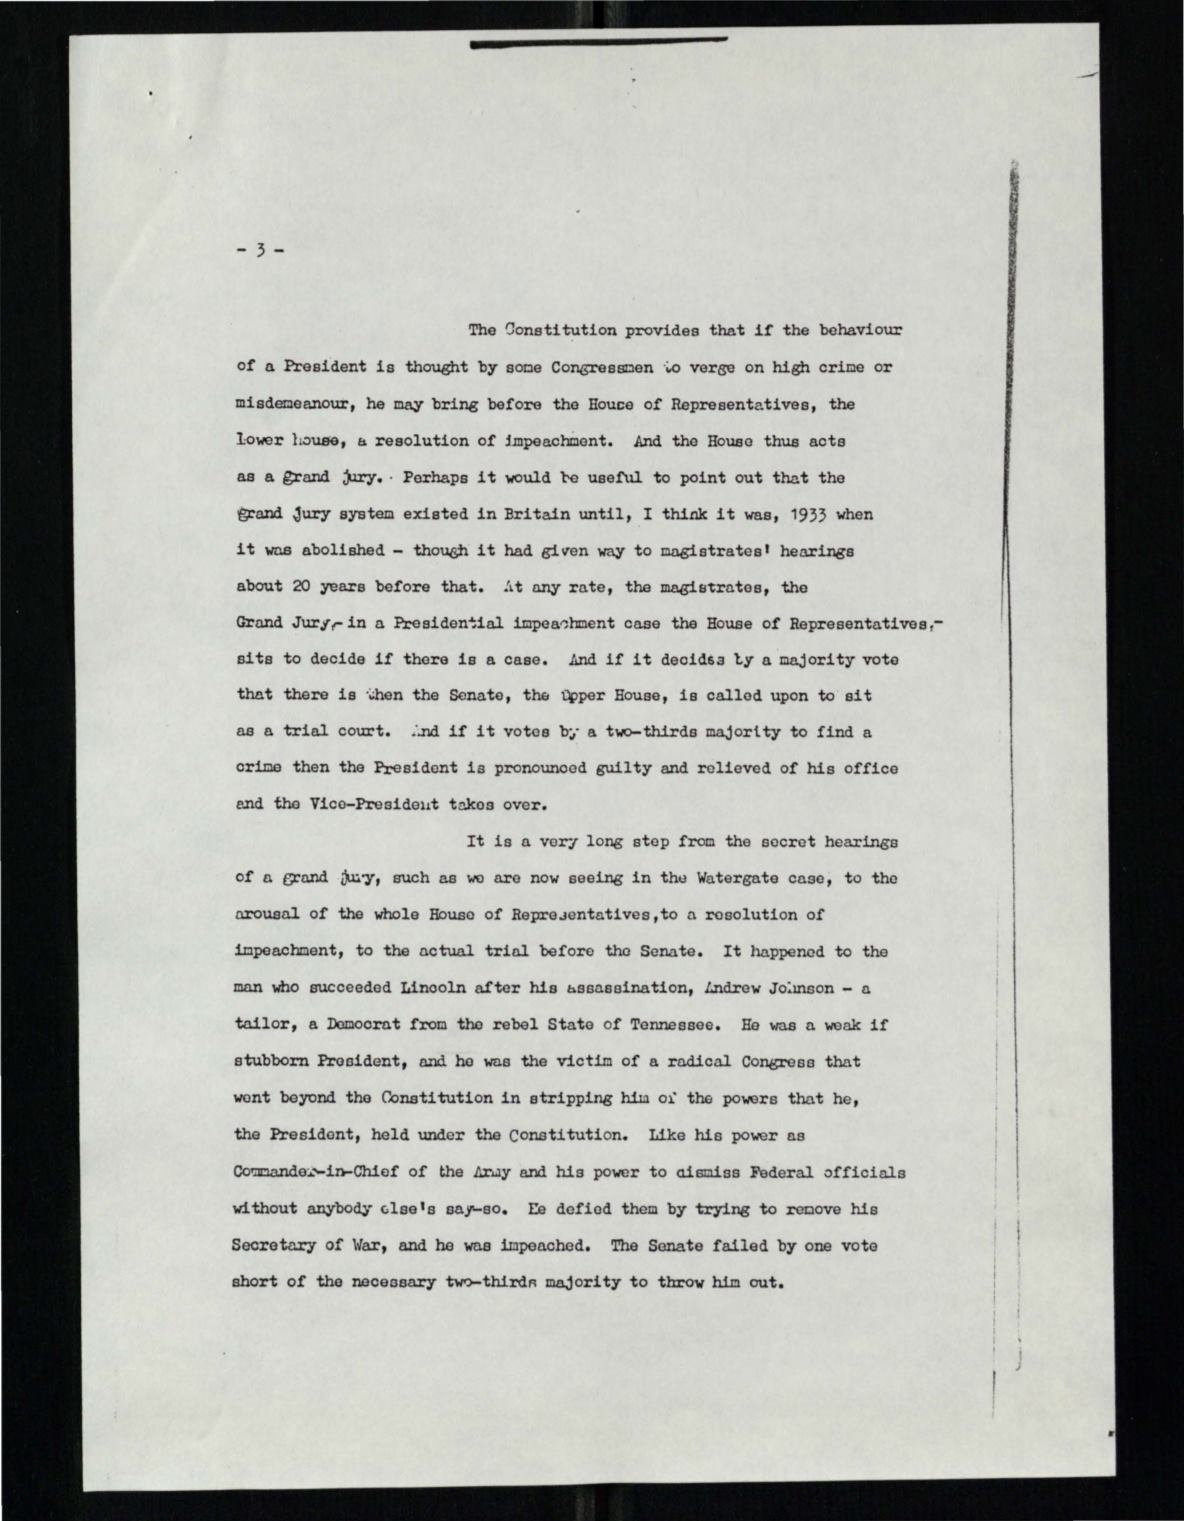 - 3 -
The Constitution provides that if the behaviour
of a President is thought by some Congressmen to verge on high crime or
misdemeanour, he may bring before the House of Representatives, the
lower house, a resolution of impeachment. And the House thus acts
as a grand jury. Perhaps it would be useful to point out that the
grand jury system existed in Britain until, I think it was, 1933 when
it was abolished - though it had given way to magistrates' hearings
about 20 years before that. At any rate, the magistrates, the
Grand Jury,- in a Presidential impeachment case the House of Representatives,-
sits to decide if there is a case. And if it decides by a majority vote
that there is then the Senate, the Upper House, is called upon to sit
as a trial court. And if it votes by a two-thirds majority to find a
crime then the President is pronounced guilty and relieved of his office
and the Vice-President takes over.
It is a very long step from the secret hearings
of a grand jury, such as we are now seeing in the Watergate case, to the
arousal of the whole House of Representatives,to a resolution of
impeachment, to the actual trial before the Senate. It happened to the
man who succeeded Lincoln after his assassination, Andrew Johnson - a
tailor, a Democrat from the rebel State of Tennessee. He was a weak if
stubborn President, and he was the victim of a radical Congress that
went beyond the Constitution in stripping him of the powers that he,
the President, held under the Constitution. Like his power as
Commander-in-Chief of the Army and his power to dismiss Federal officials
without anybody else's say-so. He defied them by trying to remove his
Secretary of War, and he was impeached. The Senate failed by one vote
short of the necessary two-thirds majority to throw him out.